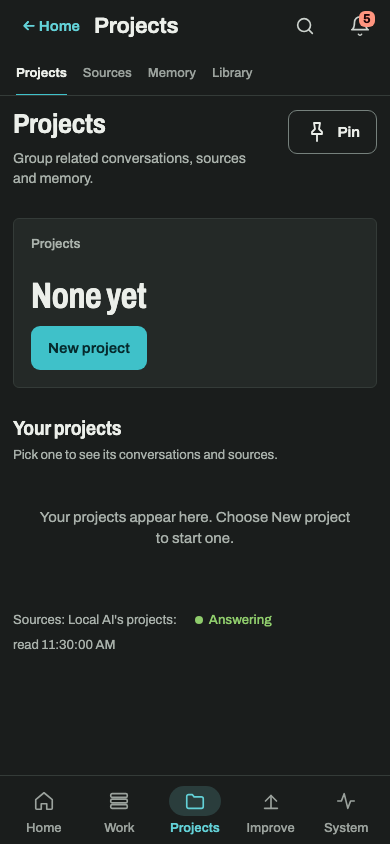 ← Home Projects 5
Projects Sources Memory Library
Projects
Pin
Group related conversations, sources
and memory.
Projects
None yet
New project
Your projects
Pick one to see its conversations and sources.
Your projects appear here. Choose New project
to start one.
Sources: Local AI's projects: Answering
read 11:30:00 AM
Home Work Projects Improve System